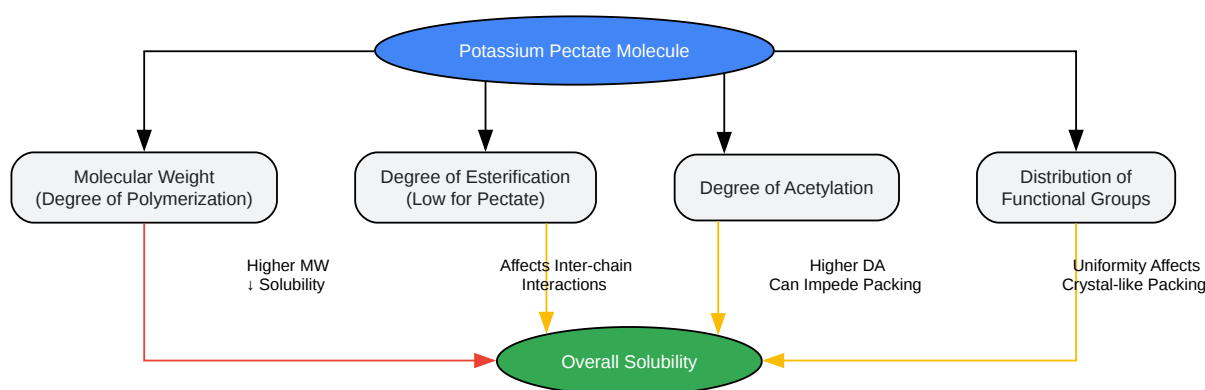 Potassium Pectate Molecule
Molecular Weight
(Degree of Polymerization)
Degree of Esterification
(Low for Pectate)
Degree of Acetylation
Distribution of
Functional Groups
Higher MW
↓ Solubility
Affects Inter-chain
Interactions
Higher DA
Can Impede Packing
Uniformity Affects
Crystal-like Packing
Overall Solubility